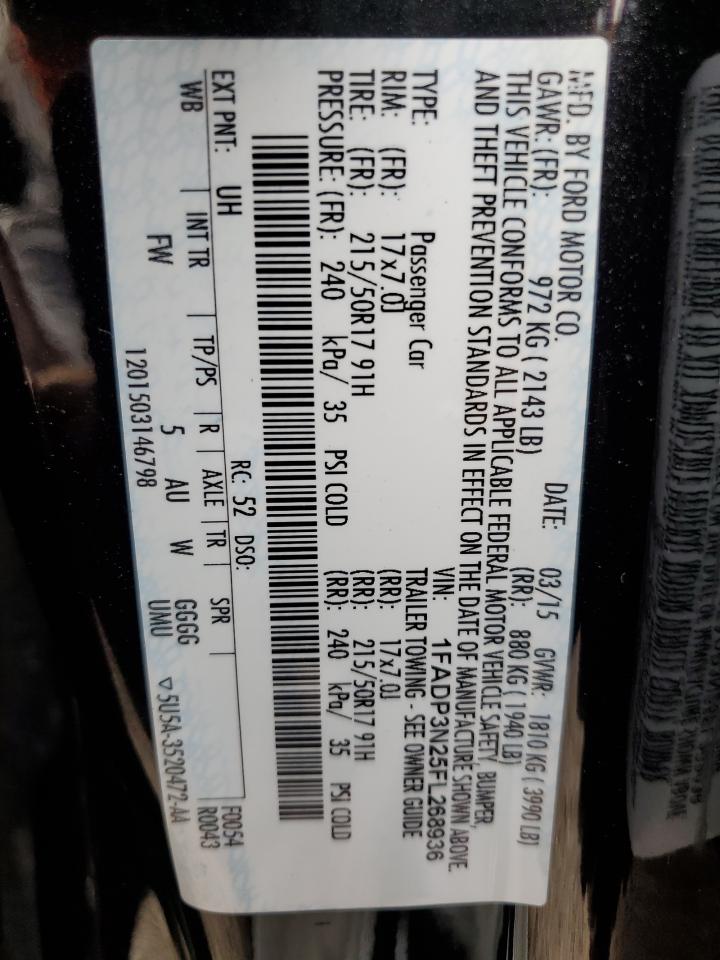 MFD. BY FORD MOTOR CO.
DATE: 03/15 GVWR: 1810 KG ( 3990 LB)
GAWR: (FR): 972 KG ( 2143 LB) (RR): 880 KG ( 1940 LB)
THIS VEHICLE CONFORMS TO ALL APPLICABLE FEDERAL MOTOR VEHICLE SAFETY, BUMPER,
AND THEFT PREVENTION STANDARDS IN EFFECT ON THE DATE OF MANUFACTURE SHOWN ABOVE.
VIN: 1FADP3N25FL268936
TYPE: Passenger Car TRAILER TOWING - SEE OWNER GUIDE
RIM: (FR): 17x7.0J (RR): 17x7.0J
TIRE: (FR): 215/50R17 91H (RR): 215/50R17 91H
PRESSURE: (FR): 240 kPa/ 35 PSI COLD (RR): 240 kPa/ 35 PSI COLD
F0054
EXT PNT: UH RC: 52 DSO: R0043
WB INT TR TP/PS R AXLE TR SPR
FW 5 AU W GGGG
UMU
1201503146798 ▽5U5A-3520472-AA